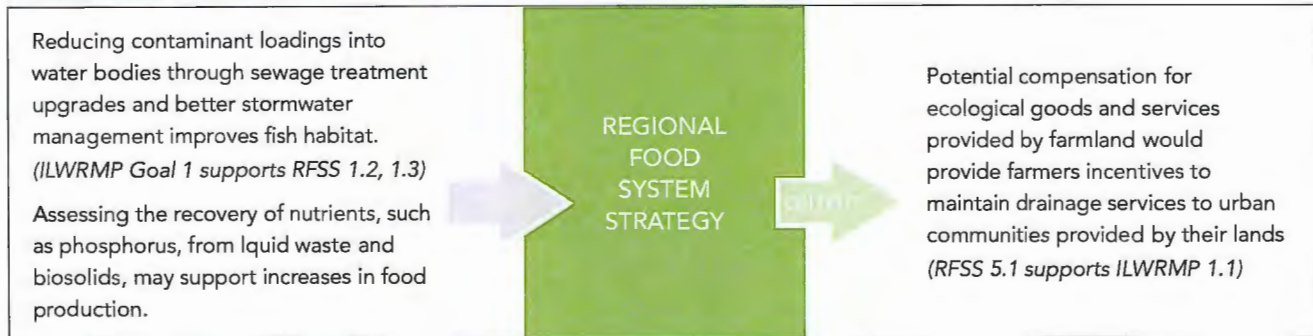 Reducing contaminant loadings into
water bodies through sewage treatment
upgrades and better stormwater
management improves fish habitat.
(ILWRMP Goal 1 supports RFSS 1.2, 1.3)
Assessing the recovery of nutrients, such
as phosphorus, from lquid waste and
biosolids, may support increases in food
production.
REGIONAL
FOOD
SYSTEM
STRATEGY
Potential compensation for
ecological goods and services
provided by farmland would
provide farmers incentives to
maintain drainage services to urban
communities provided by their lands
(RFSS 5.1 supports ILWRMP 1.1)